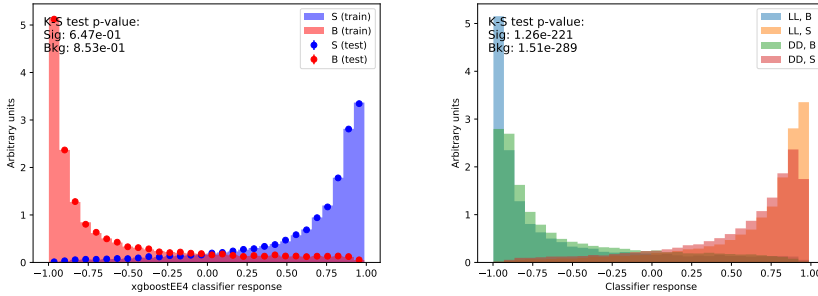 K-S test p-value:
Sig: 6.47e-01
Bkg: 8.53e-01
S (train)
B (train)
S (test)
B (test)
Arbitrary units
5
4
3
2
1
0
−1.00 −0.75 −0.50 −0.25 0.00 0.25 0.50 0.75 1.00
xgboostEE4 classifier response
K-S test p-value:
Sig: 1.26e-221
Bkg: 1.51e-289
LL, B
LL, S
DD, B
DD, S
Arbitrary units
5
4
3
2
1
0
−1.00 −0.75 −0.50 −0.25 0.00 0.25 0.50 0.75 1.00
Classifier response